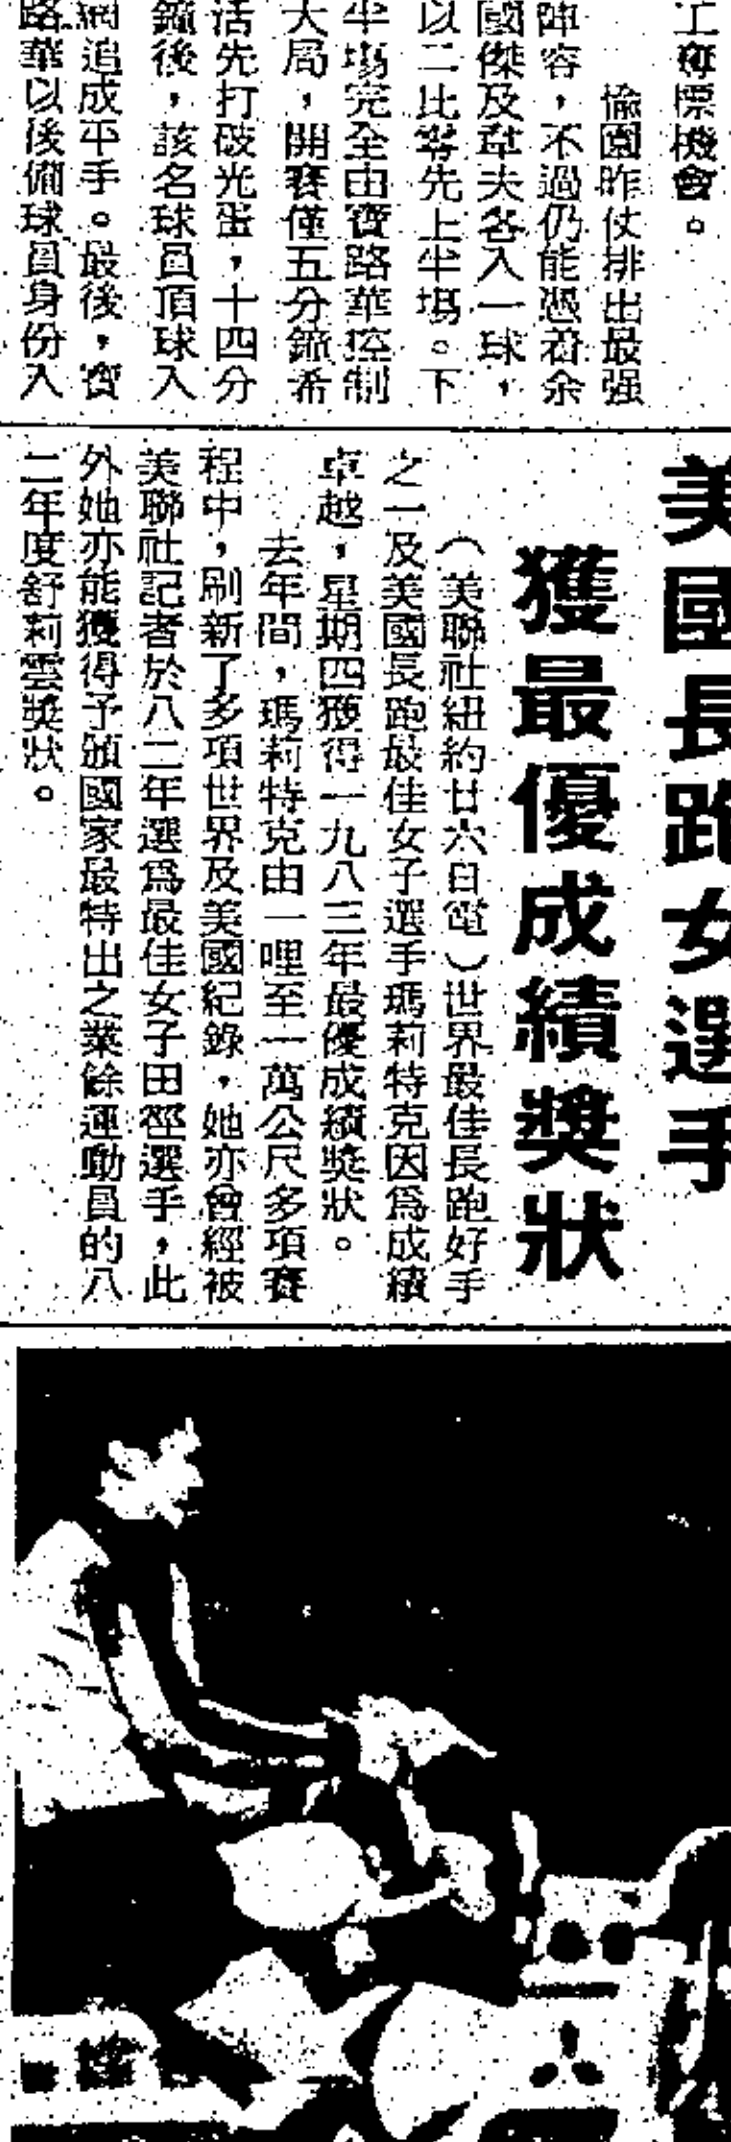 工奪標機會。
愉園昨仗排出最强
陣容，不過仍能憑着余
國傑及韋夫各入一球，
以二比零先上半塲。下
半塲完全由寶路華控制
大局，開賽僅五分鐘希
活先打破光蛋，十四分
鐘後，該名球員頂球入
網追成平手。最後，寶
路華以後備球員身份入
美國長跑女選手
獲最優成績獎狀
（美聯社紐約廿六日電）世界最佳長跑好手
之一及美國長跑最佳女子選手瑪莉特克因爲成績
卓越，星期四獲得一九八三年最優成績獎狀。
去年間，瑪莉特克由一哩至一萬公尺多項賽
程中，刷新了多項世界及美國紀錄，她亦曾經被
美聯社記者於八二年選爲最佳女子田徑選手，此
外她亦能獲得予頒國家最特出之業餘運動員的八
二年度舒莉雲獎狀。